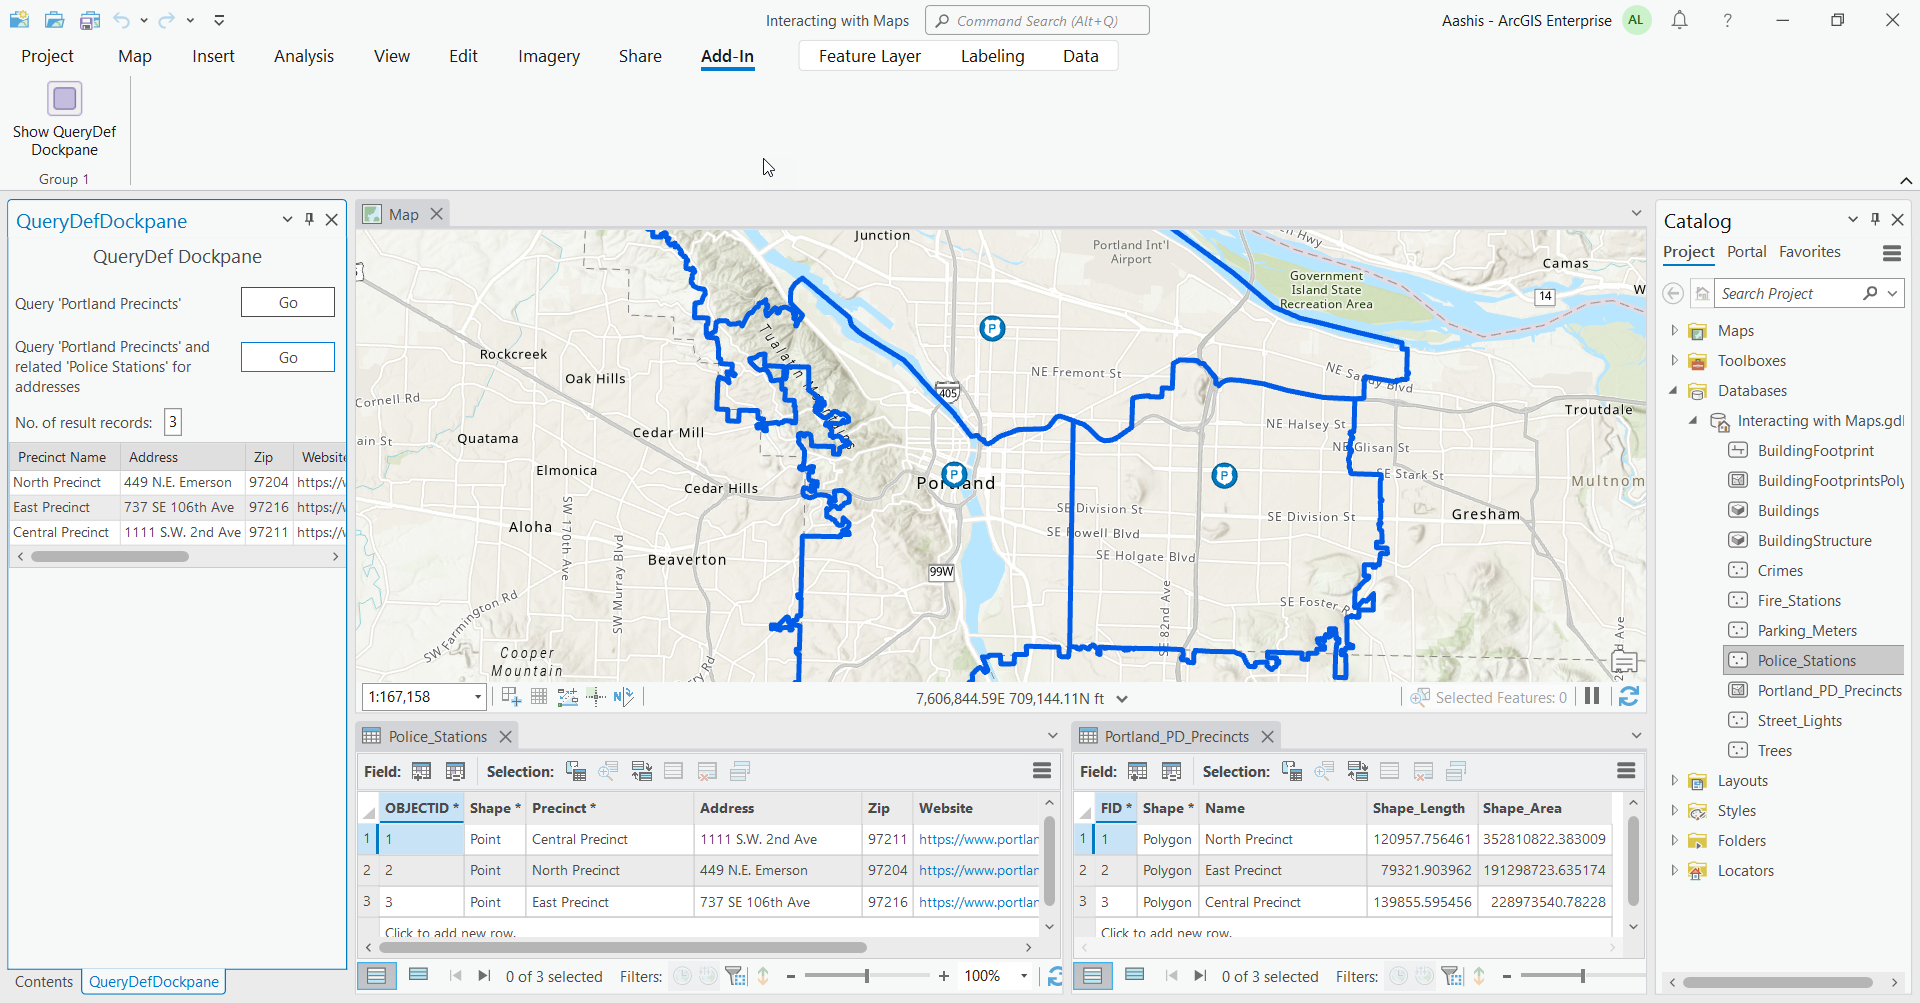 Interacting with Maps
Command Search (Alt+Q)
Aashis - ArcGIS Enterprise
AL
?
Project
Map
Insert
Analysis
View
Edit
Imagery
Share
Add-In
Feature Layer
Labeling
Data
Show QueryDef
Dockpane
Group 1
QueryDefDockpane
QueryDef Dockpane
Query 'Portland Precincts'
Go
Query 'Portland Precincts' and
related 'Police Stations' for
addresses
Go
No. of result records:
3
Precinct Name Address Zip Website
North Precinct 449 N.E. Emerson 97204 https://
East Precinct 737 SE 106th Ave 97216 https://
Central Precinct 1111 S.W. 2nd Ave 97211 https://
Contents
QueryDefDockpane
Map
Junction
Portland Int'l
Airport
Hwy
Camas
Government
Island State
Recreation Area
14
W
P
Tualatin Mountains
Rockcreek
Oak Hills
NE Fremont St
NE Sandy Blvd
405
Cornell Rd
Troutdale
ain St
Quatama
Cedar Mill
NE Halsey St
NE Glisan St
Elmonica
SE Stark St
P
P
Portland
Cedar Hills
Multnom
SW 170th Ave
SE Division St
SE Division St
Gresham
Aloha
SE Powell Blvd
SW Murray Blvd
Beaverton
SE Holgate Blvd
99W
SE 82nd Ave
SW Farmington Rd
SE Foster R
Cooper
Mountain
ry Rd
Ave
1:167,158
7,606,844.59E 709,144.11N ft
Selected Features: 0
Police_Stations
Field:
Selection:
OBJECTID * Shape * Precinct * Address Zip Website
1 1 Point Central Precinct 1111 S.W. 2nd Ave 97211 https://www.portlar
2 2 Point North Precinct 449 N.E. Emerson 97204 https://www.portlar
3 3 Point East Precinct 737 SE 106th Ave 97216 https://www.portlar
Click to add new row.
0 of 3 selected
Filters:
100%
Portland_PD_Precincts
Field:
Selection:
FID * Shape * Name Shape_Length Shape_Area
1 1 Polygon North Precinct 120957.756461 352810822.383009
2 2 Polygon East Precinct 79321.903962 191298723.635174
3 3 Polygon Central Precinct 139855.595456 228973540.78228
Click to add new row.
0 of 3 selected
Filters:
Catalog
Project
Portal
Favorites
Search Project
Maps
Toolboxes
Databases
Interacting with Maps.gd
BuildingFootprint
BuildingFootprintsPoly
Buildings
BuildingStructure
Crimes
Fire_Stations
Parking_Meters
Police_Stations
Portland_PD_Precincts
Street_Lights
Trees
Layouts
Styles
Folders
Locators